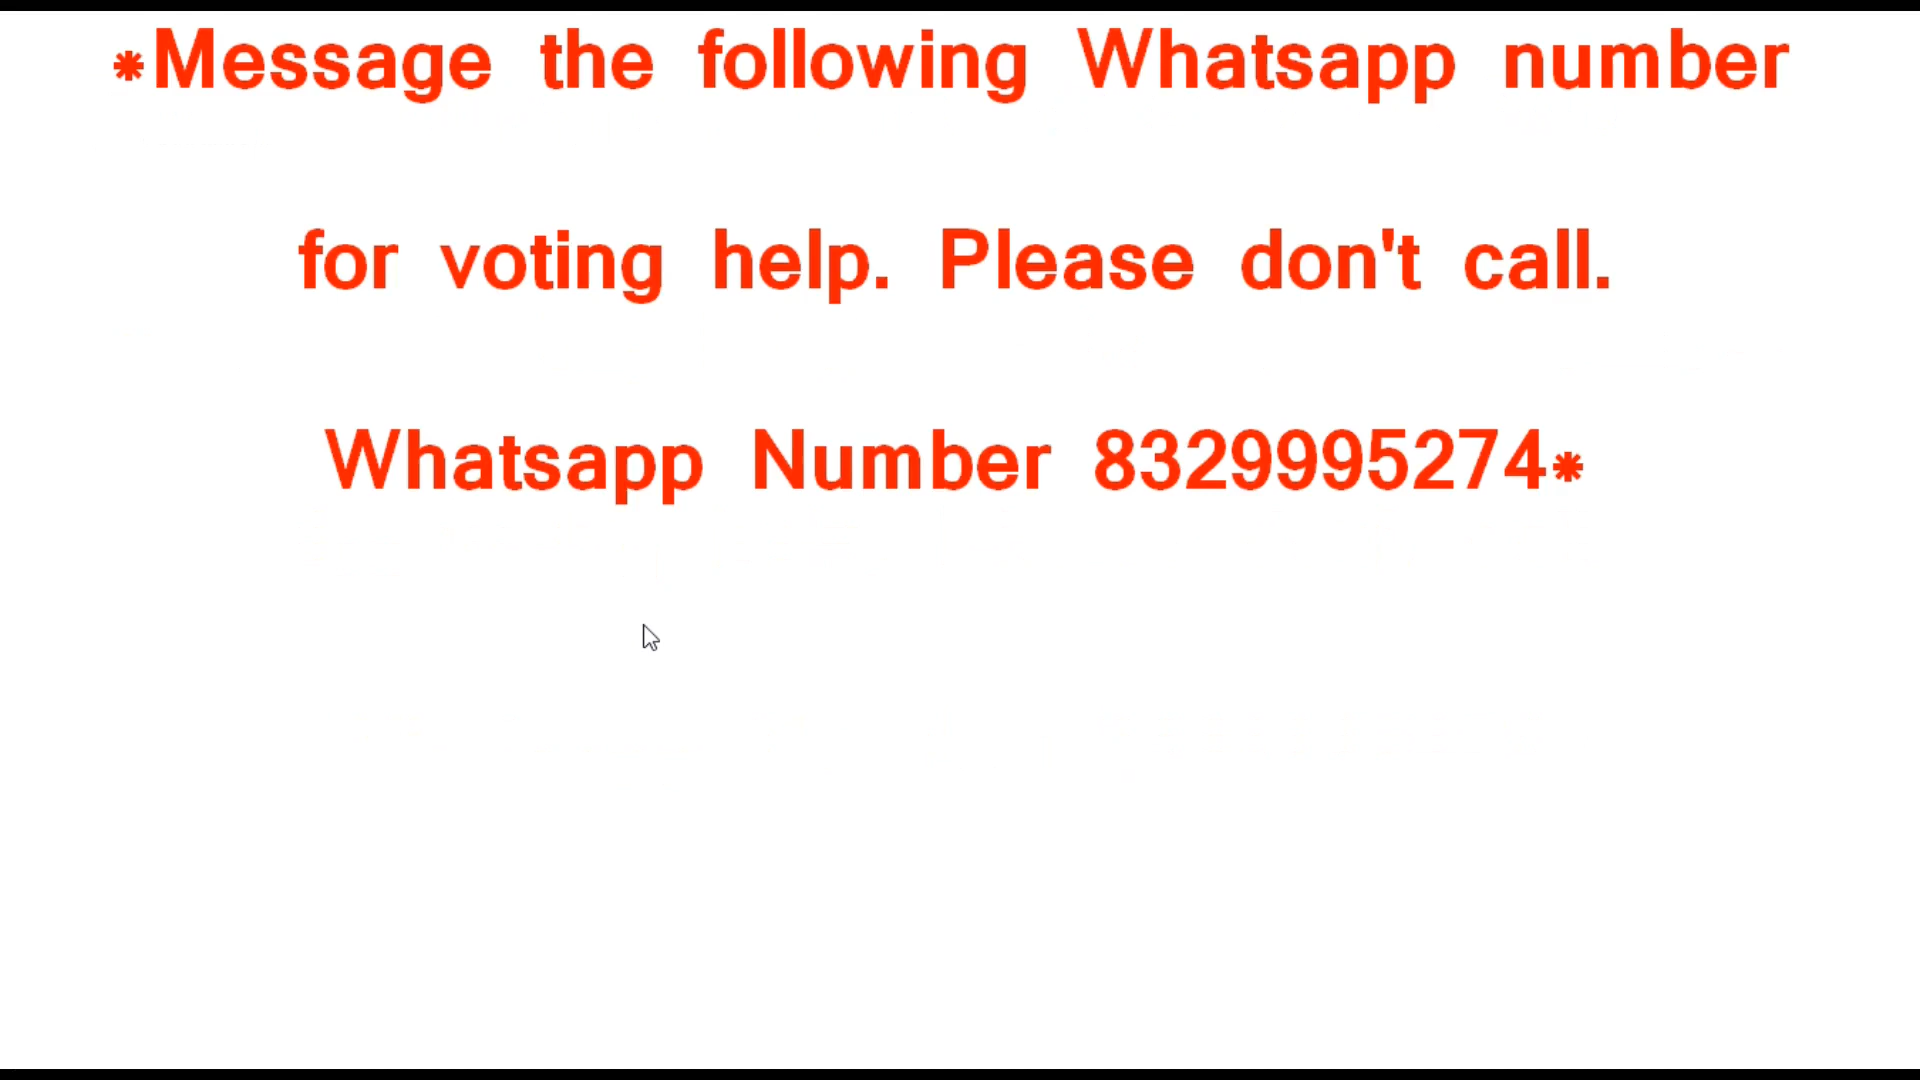 *Message the following Whatsapp number
for voting help. Please don't call.
Whatsapp Number 8329995274*